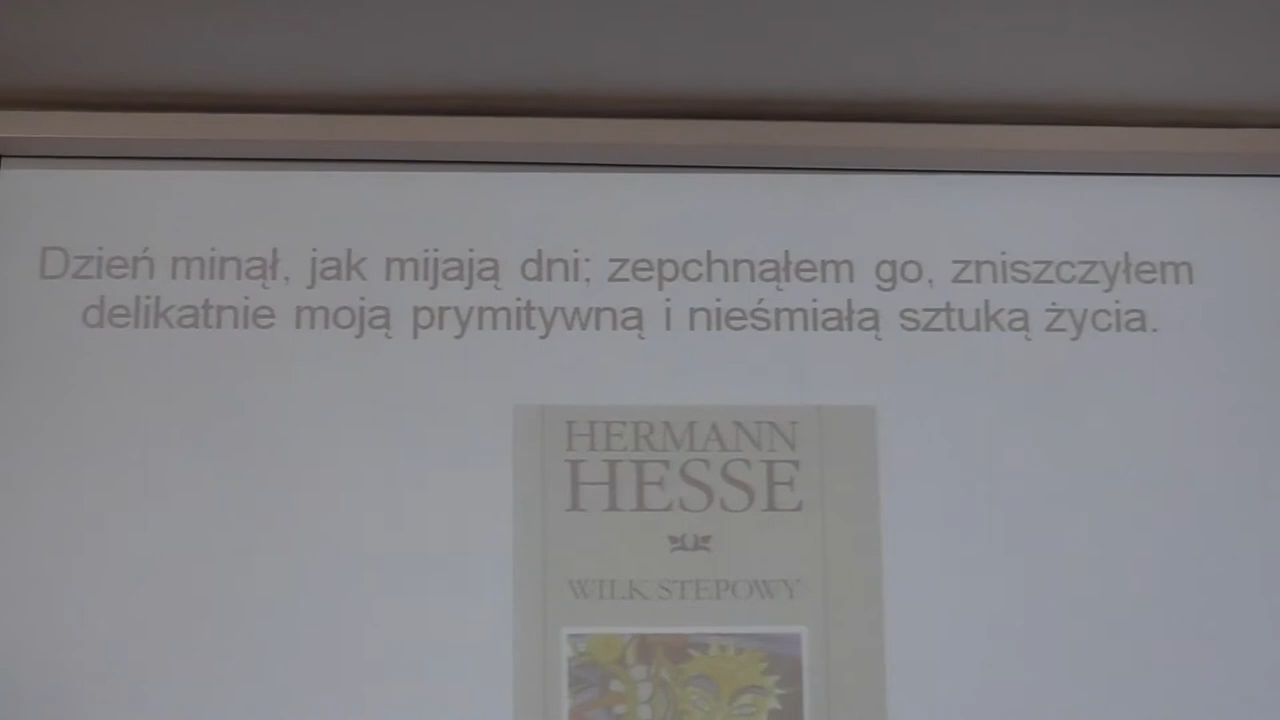 Dzień minął, jak mijają dni; zepchnąłem go, zniszczyłem
delikatnie moją prymitywną i nieśmiałą sztuką życia.
HERMANN
HESSE
WILK STEPOWY